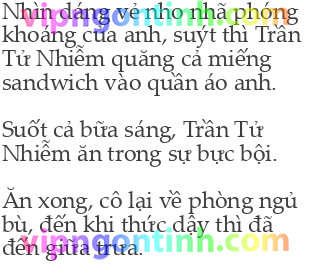 Nhìn dáng vẻ nho nhã phóng
khoáng của anh, suýt thì Trần
Tử Nhiễm quăng cả miếng
sandwich vào quần áo anh.
Suốt cả bữa sáng, Trần Tử
Nhiễm ăn trong sự bực bội.
Ăn xong, cô lại về phòng ngủ
bù, đến khi thức dậy thì đã
đến giữa trưa.
vipngontinh.com
vipngontinh.com